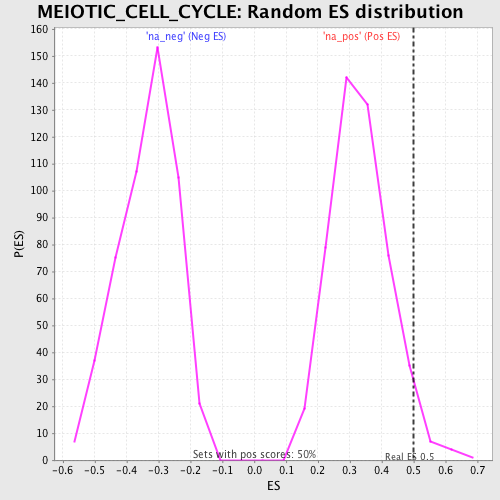 MEIOTIC_CELL_CYCLE: Random ES distribution
'na_neg' (Neg ES)
'na_pos' (Pos ES)
160
150
140
130
120
110
100
90
80
70
60
50
40
30
20
10
0
P(ES)
Sets with pos scores: 50%
Real ES 0.5
−0.6 −0.5 −0.4 −0.3 −0.2 −0.1 0.0 0.1 0.2 0.3 0.4 0.5 0.6 0.7
ES